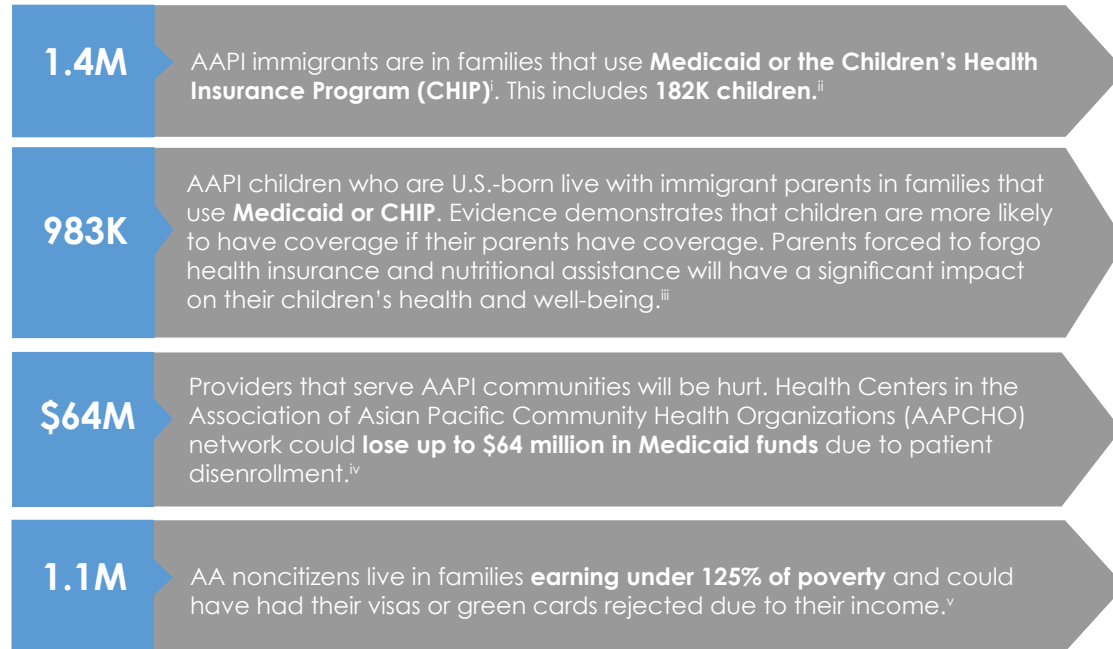 1.4M
AAPI immigrants are in families that use Medicaid or the Children's Health
Insurance Program (CHIP)ⁱ. This includes 182K children.ⁱⁱ
983K
AAPI children who are U.S.-born live with immigrant parents in families that
use Medicaid or CHIP. Evidence demonstrates that children are more likely
to have coverage if their parents have coverage. Parents forced to forgo
health insurance and nutritional assistance will have a significant impact
on their children's health and well-being.ⁱⁱⁱ
$64M
Providers that serve AAPI communities will be hurt. Health Centers in the
Association of Asian Pacific Community Health Organizations (AAPCHO)
network could lose up to $64 million in Medicaid funds due to patient
disenrollment.ⁱᵛ
1.1M
AA noncitizens live in families earning under 125% of poverty and could
have had their visas or green cards rejected due to their income.ᵛ